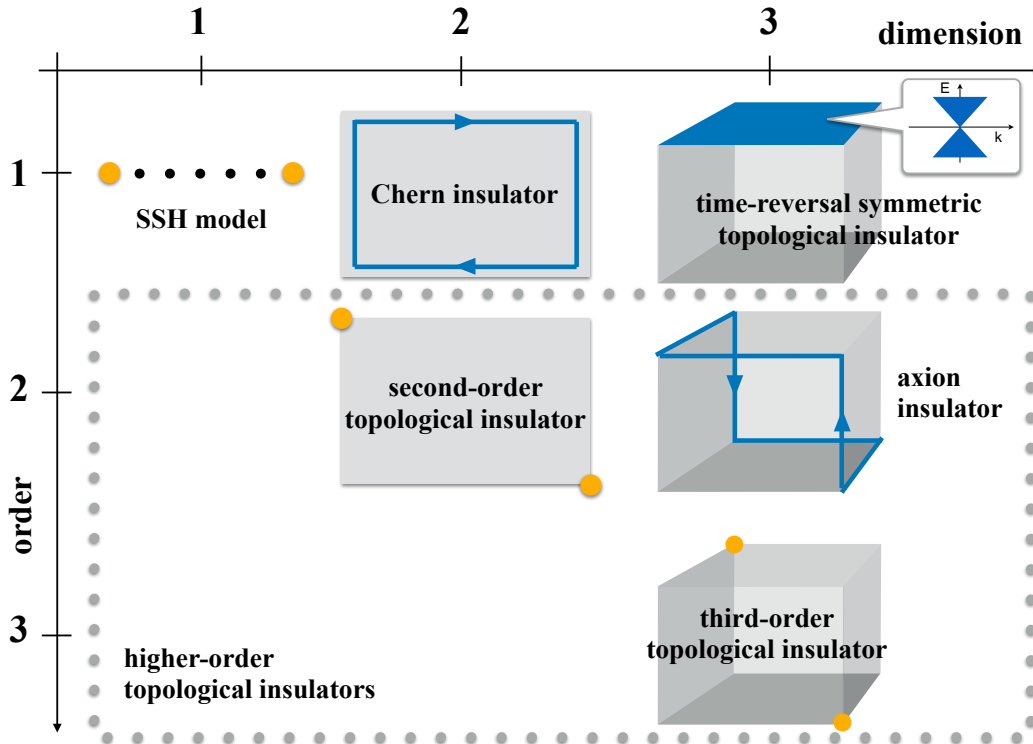 1
2
3
dimension
E
k
1
SSH model
Chern insulator
time-reversal symmetric
topological insulator
2
second-order
topological insulator
axion
insulator
order
3
third-order
topological insulator
higher-order
topological insulators